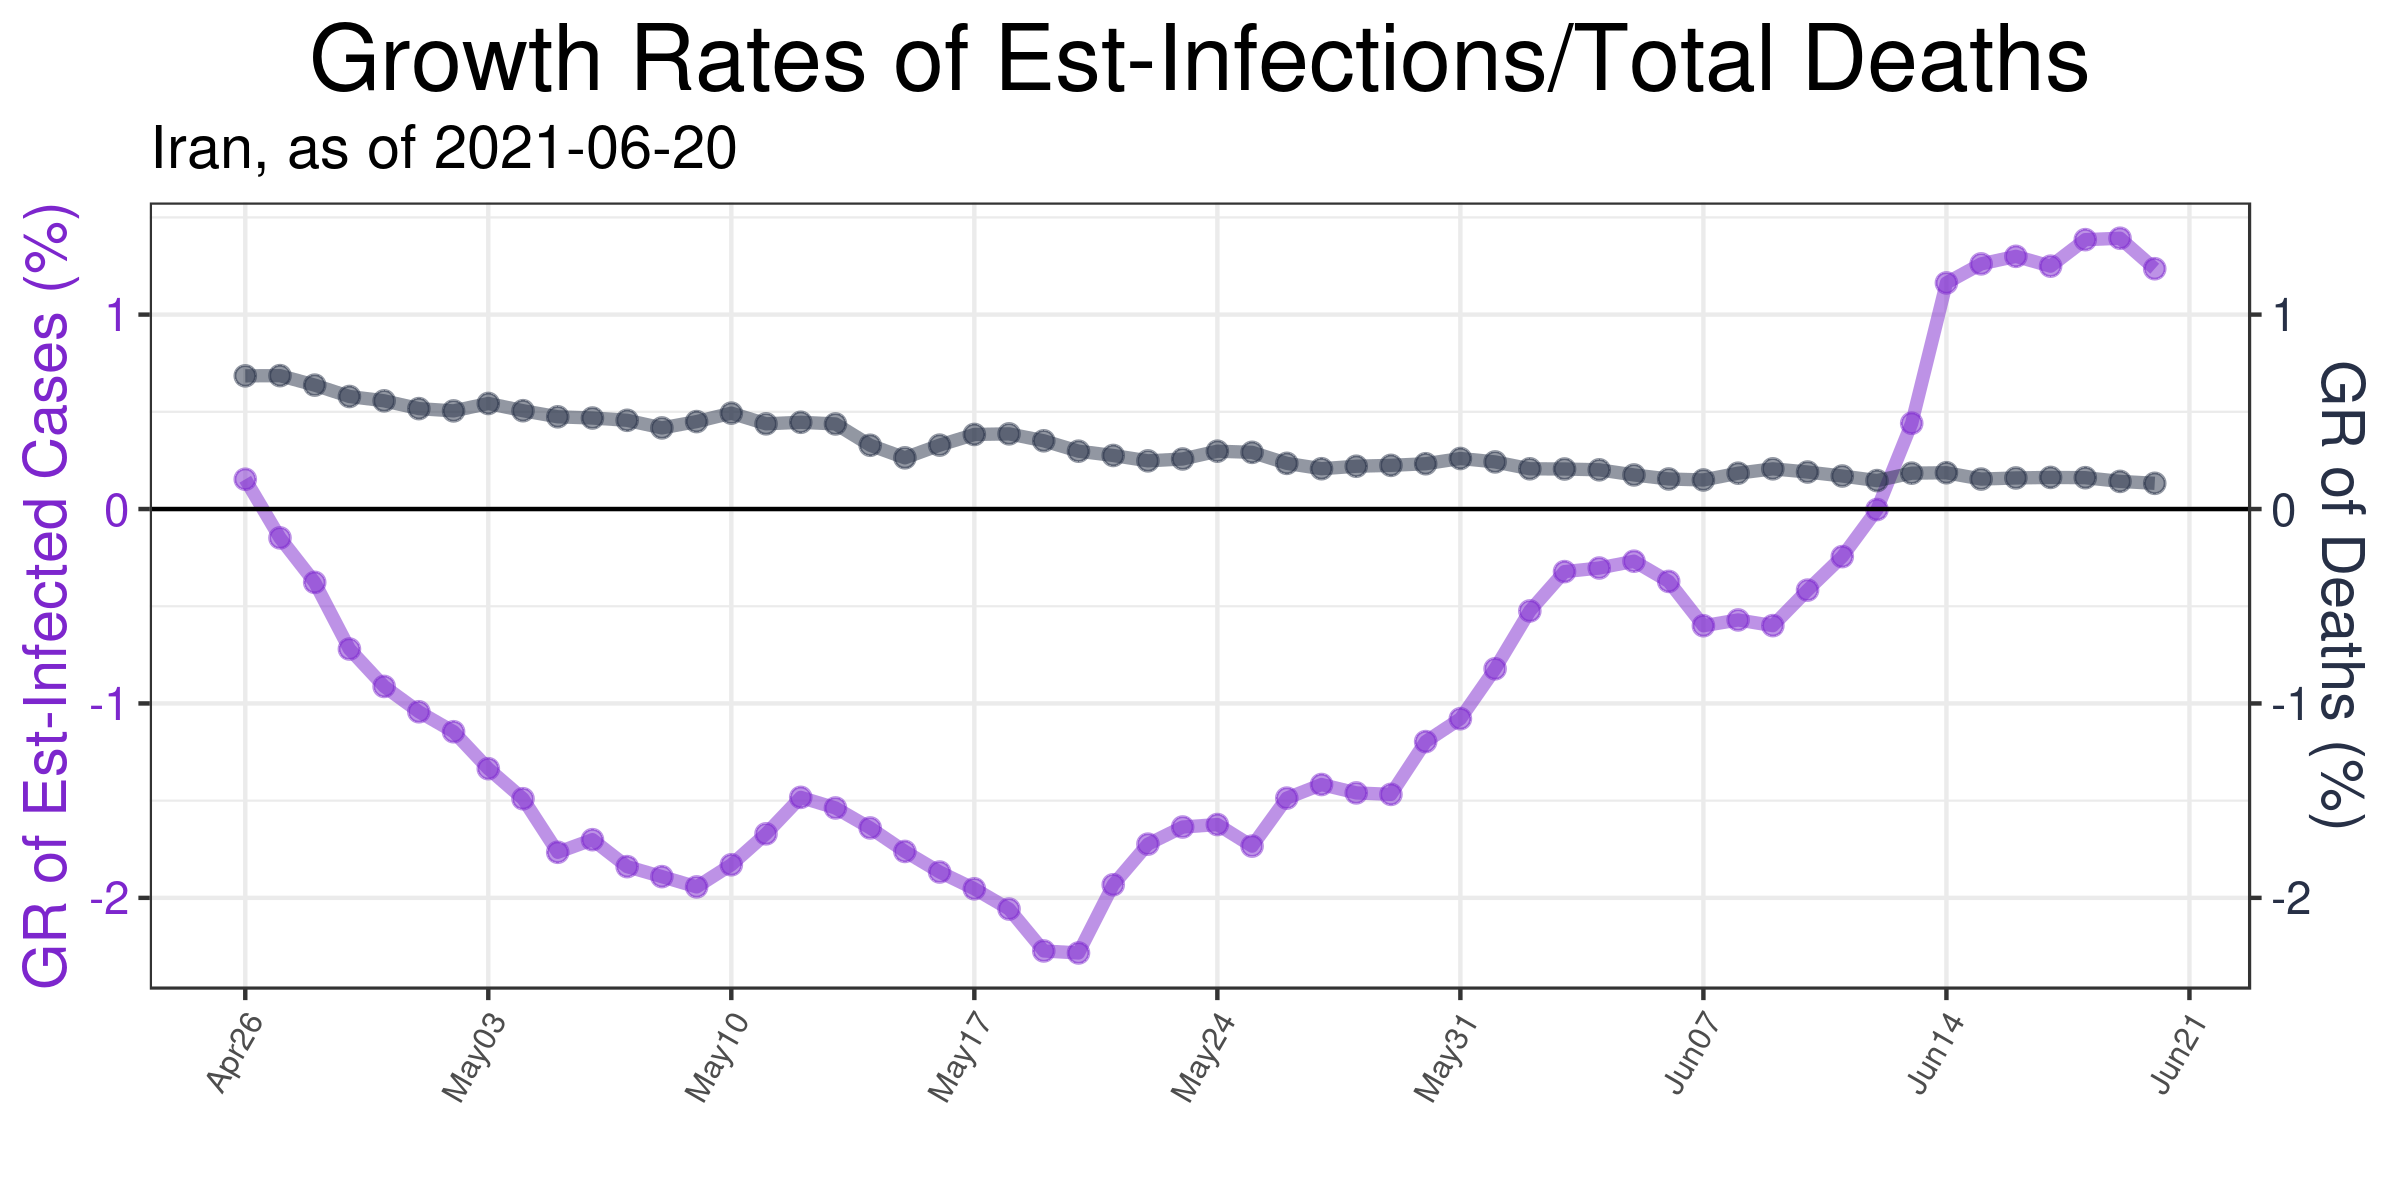 Growth Rates of Est-Infections/Total Deaths
Iran, as of 2021-06-20
GR of Est-Infected Cases (%)
1
0
-1
-2
1
0
-1
-2
GR of Deaths (%)
Apr26
May03
May10
May17
May24
May31
Jun07
Jun14
Jun21